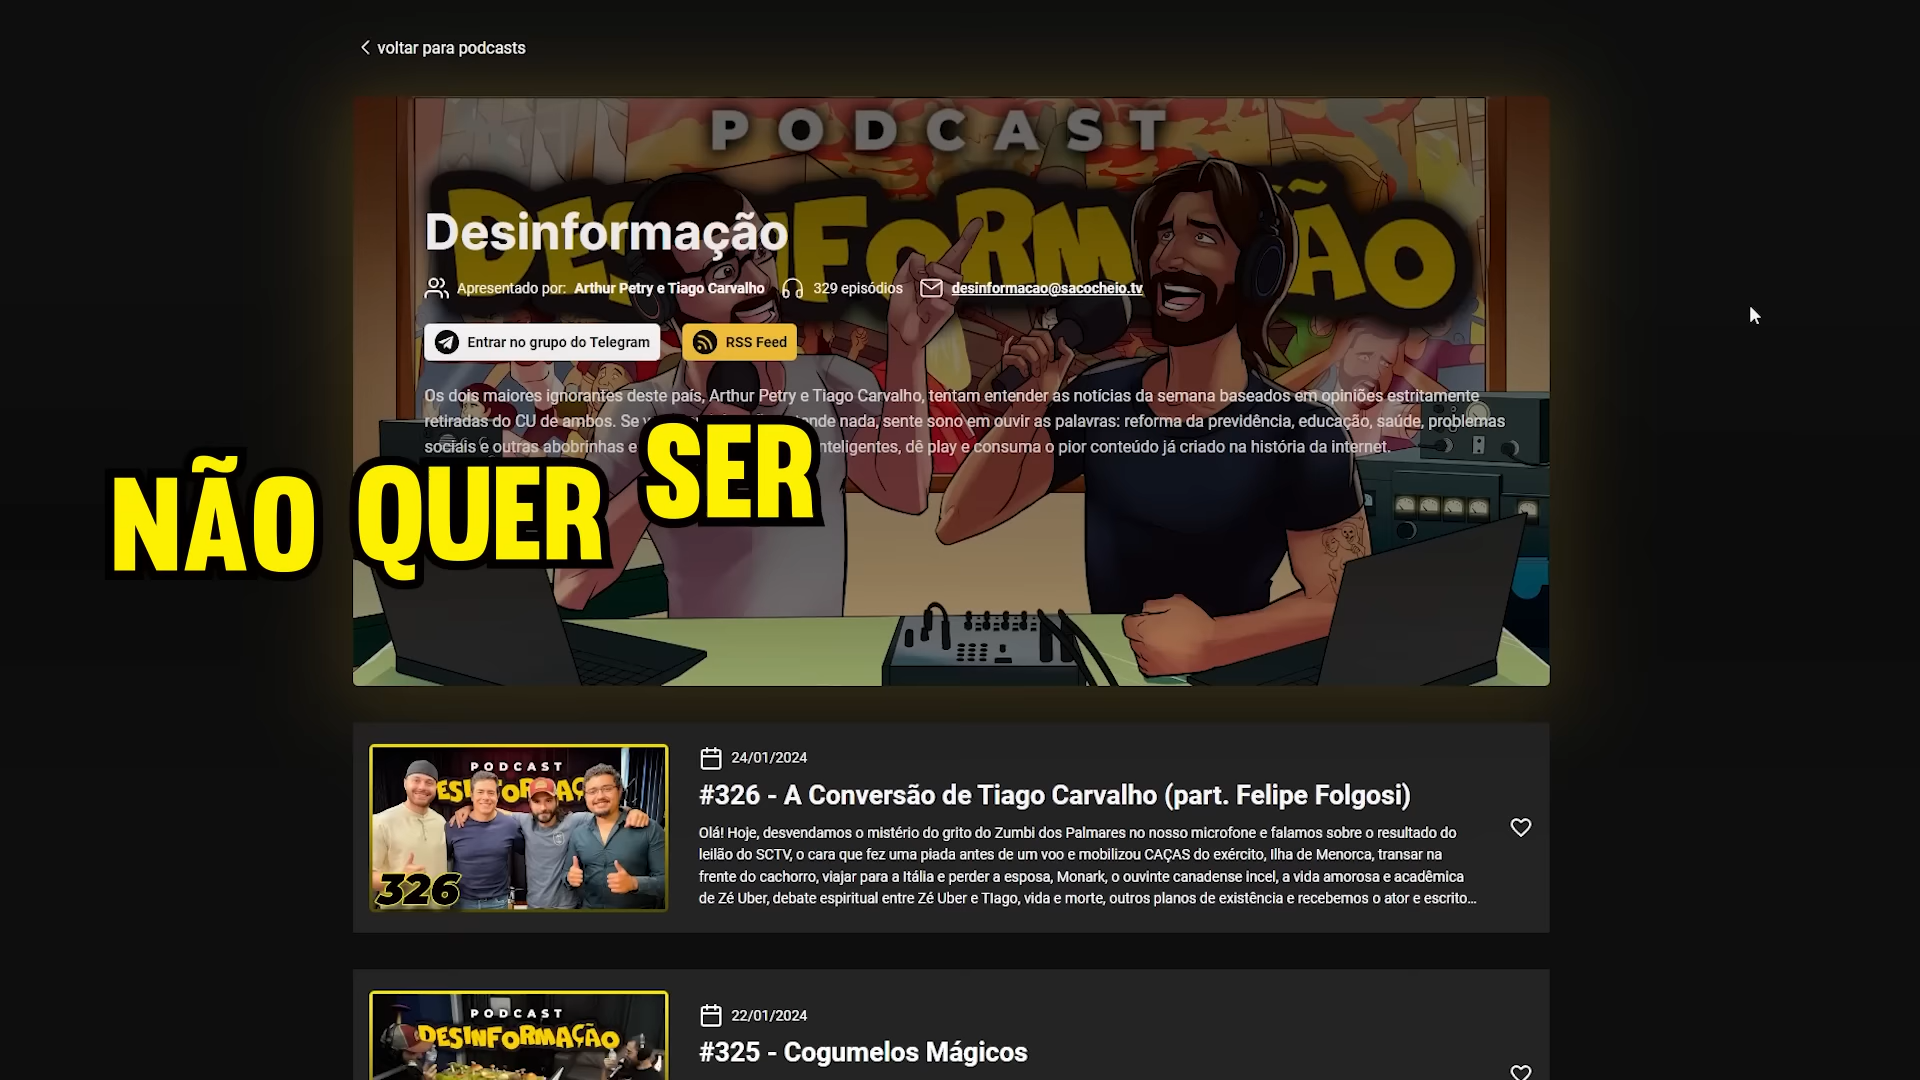 voltar para podcasts
PODCAST
DESINFORMAÇÃO
Desinformação
Apresentado por: Arthur Petry e Tiago Carvalho 329 episódios desinformacao@sacocheio.tv
Entrar no grupo do Telegram RSS Feed
Os dois maiores ignorantes deste país, Arthur Petry e Tiago Carvalho, tentam entender as notícias da semana baseados em opiniões estritamente
retiradas do CU de ambos. Se nada, sente sono em ouvir as palavras: reforma da previdência, educação, saúde, problemas
sociais e outras abobrinhas e inteligentes, dê play e consuma o pior conteúdo já criado na história da internet.
NÃO QUER SER
PODCAST
326
24/01/2024
#326 - A Conversão de Tiago Carvalho (part. Felipe Folgosi)
Olá! Hoje, desvendamos o mistério do grito do Zumbi dos Palmares no nosso microfone e falamos sobre o resultado do
leilão do SCTV, o cara que fez uma piada antes de um voo e mobilizou CAÇAS do exército, Ilha de Menorca, transar na
frente do cachorro, viajar para a Itália e perder a esposa, Monark, o ouvinte canadense incel, a vida amorosa e acadêmica
de Zé Uber, debate espiritual entre Zé Uber e TIago, vida e morte, outros planos de existência e recebemos o ator e escrito...
PODCAST
DESINFORMAÇÃO
22/01/2024
#325 - Cogumelos Mágicos